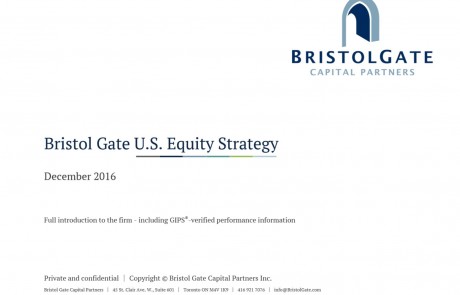 BRISTOLGATE
CAPITAL PARTNERS
Bristol Gate U.S. Equity Strategy
December 2016
Full introduction to the firm - including GIPS®-verified performance information
Private and confidential | Copyright © Bristol Gate Capital Partners Inc.
Bristol Gate Capital Partners | 45 St. Clair Ave. W., Suite 601 | Toronto ON M4V 1K9 | 416 921 7076 | info@BristolGate.com